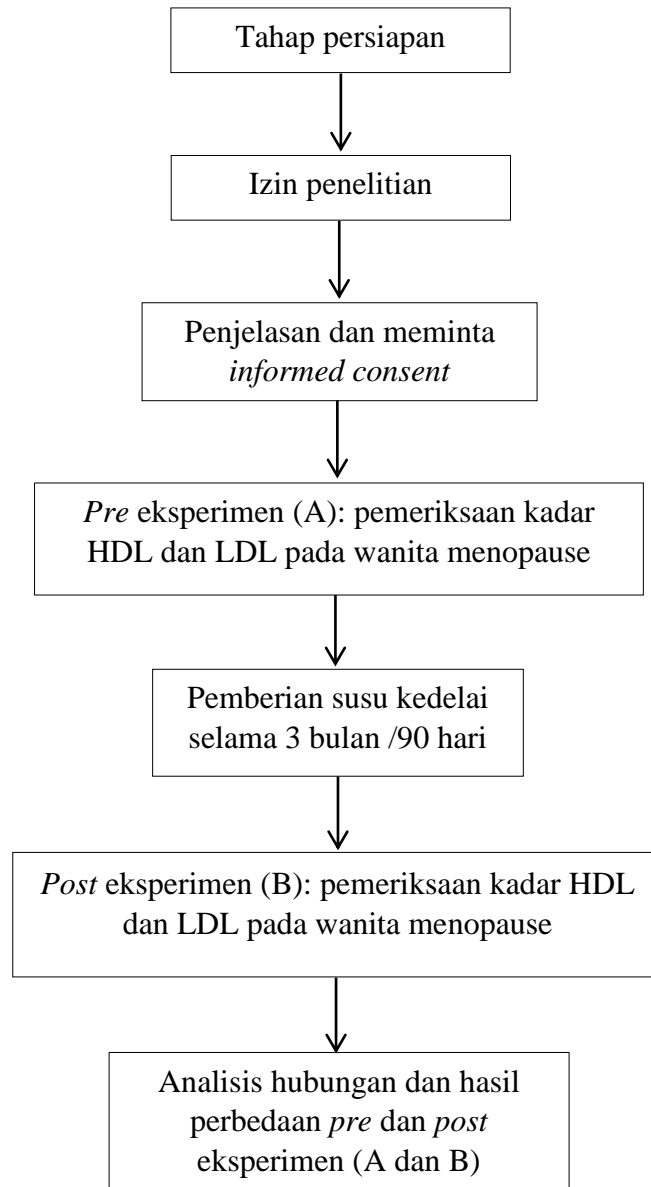 Tahap persiapan
Izin penelitian
Penjelasan dan meminta
informed consent
Pre eksperimen (A): pemeriksaan kadar
HDL dan LDL pada wanita menopause
Pemberian susu kedelai
selama 3 bulan /90 hari
Post eksperimen (B): pemeriksaan kadar HDL
dan LDL pada wanita menopause
Analisis hubungan dan hasil
perbedaan pre dan post
eksperimen (A dan B)